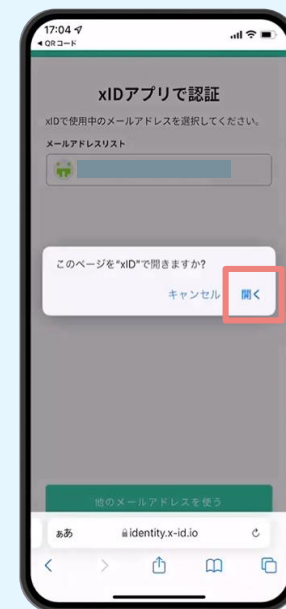 17:04
◀ QRコード
xIDアプリで認証
xIDで使用中のメールアドレスを選択してください。
メールアドレスリスト
このページを“xID”で開きますか?
キャンセル 開く
他のメールアドレスを使う
ぁあ identity.x-id.io